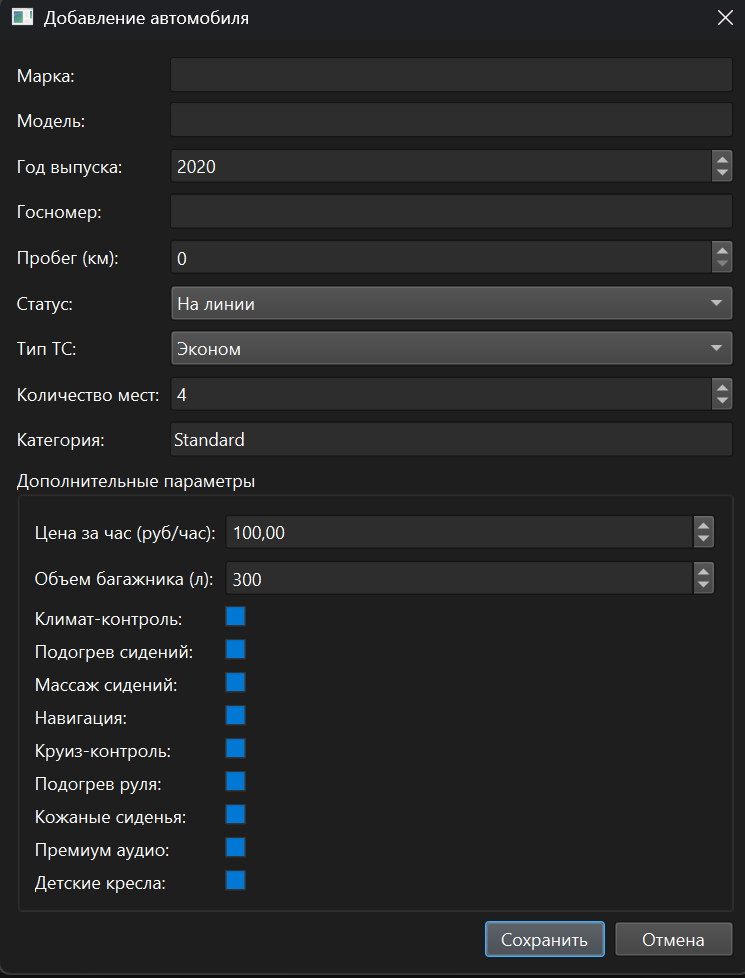 Добавление автомобиля
Марка:
Модель:
Год выпуска: 2020
Госномер:
Пробег (км): 0
Статус: На линии
Тип ТС: Эконом
Количество мест: 4
Категория: Standard
Дополнительные параметры
Цена за час (руб/час): 100,00
Объем багажника (л): 300
Климат-контроль:
Подогрев сидений:
Массаж сидений:
Навигация:
Круиз-контроль:
Подогрев руля:
Кожаные сиденья:
Премиум аудио:
Детские кресла:
Сохранить Отмена